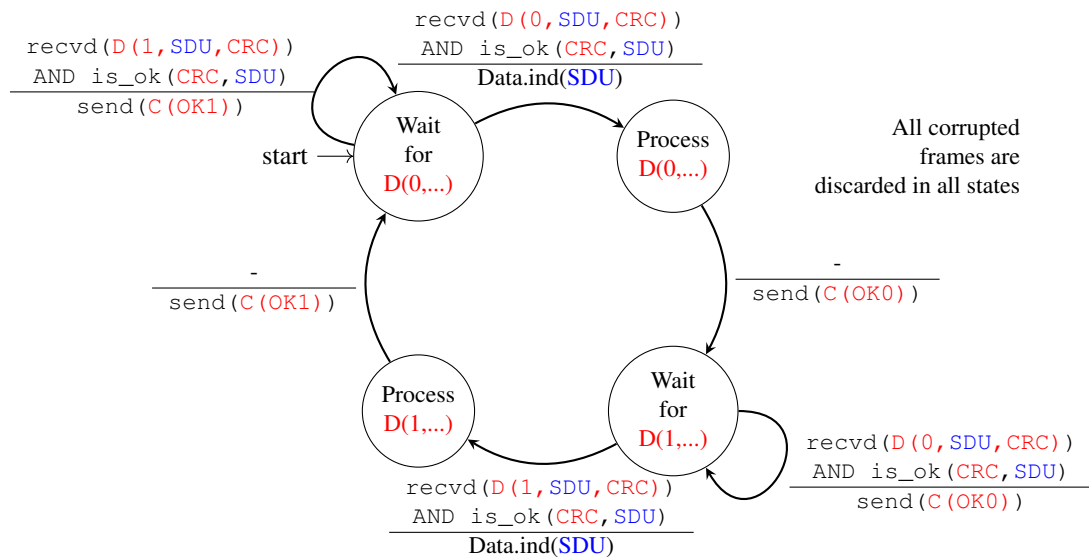 recvd(D(0,SDU,CRC))
AND is_ok(CRC,SDU)
Data.ind(SDU)
recvd(D(1,SDU,CRC))
AND is_ok(CRC,SDU)
send(C(OK1))
start
Wait
for
D(0,...)
Process
D(0,...)
All corrupted
frames are
discarded in all states
-
send(C(OK1))
-
send(C(OK0))
Process
D(1,...)
Wait
for
D(1,...)
recvd(D(0,SDU,CRC))
AND is_ok(CRC,SDU)
send(C(OK0))
recvd(D(1,SDU,CRC))
AND is_ok(CRC,SDU)
Data.ind(SDU)